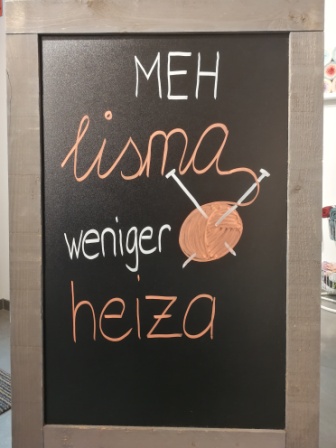 MEH
lisma
weniger
heiza